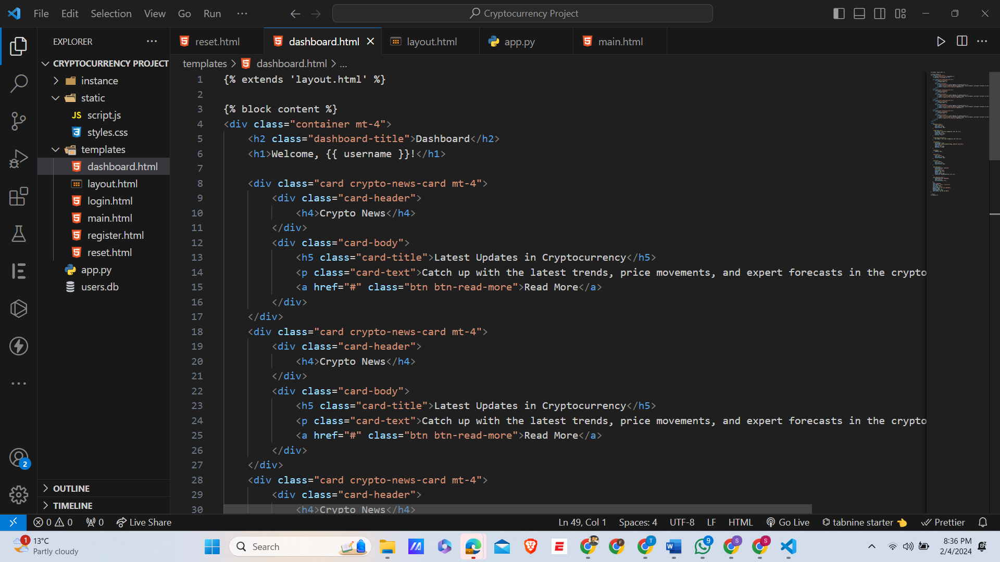 File Edit Selection View Go Run ··· Cryptocurrency Project
EXPLORER ···
reset.html dashboard.html layout.html app.py main.html
CRYPTOCURRENCY PROJECT
instance
static
JS script.js
styles.css
templates
dashboard.html
layout.html
login.html
main.html
register.html
reset.html
app.py
users.db
OUTLINE
TIMELINE
2
templates > dashboard.html > ...
1 {% extends 'layout.html' %}
2
3 {% block content %}
4 <div class="container mt-4">
5 <h2 class="dashboard-title">Dashboard</h2>
6 <h1>Welcome, {{ username }}!</h1>
7
8 <div class="card crypto-news-card mt-4">
9 <div class="card-header">
10 <h4>Crypto News</h4>
11 </div>
12 <div class="card-body">
13 <h5 class="card-title">Latest Updates in Cryptocurrency</h5>
14 <p class="card-text">Catch up with the latest trends, price movements, and expert forecasts in the crypto
15 <a href="#" class="btn btn-read-more">Read More</a>
16 </div>
17 </div>
18 <div class="card crypto-news-card mt-4">
19 <div class="card-header">
20 <h4>Crypto News</h4>
21 </div>
22 <div class="card-body">
23 <h5 class="card-title">Latest Updates in Cryptocurrency</h5>
24 <p class="card-text">Catch up with the latest trends, price movements, and expert forecasts in the crypto
25 <a href="#" class="btn btn-read-more">Read More</a>
26 </div>
27 </div>
28 <div class="card crypto-news-card mt-4">
29 <div class="card-header">
30 <h4>Crypto News</h4>
0 0 0 Live Share Ln 49, Col 1 Spaces: 4 UTF-8 LF HTML Go Live tabnine starter Prettier
1 13°C
Partly cloudy
Search
F T W 9 S S
8:36 PM
2/4/2024